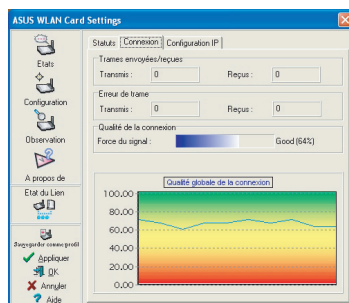 ASUS WLAN Card Settings
Etats
Configuration
Observation
A propos de
Etat du Lien
Sauvegarder comme profil
Appliquer
OK
Annuler
Aide
Statuts Connexion Configuration IP
Trames envoyées/reçues
Transmis : 0 Reçus : 0
Erreur de trame
Transmis : 0 Reçus : 0
Qualité de la connexion
Force du signal : Good (64%)
Qualité globale de la connexion
100.00
80.00
60.00
40.00
20.00
0.00